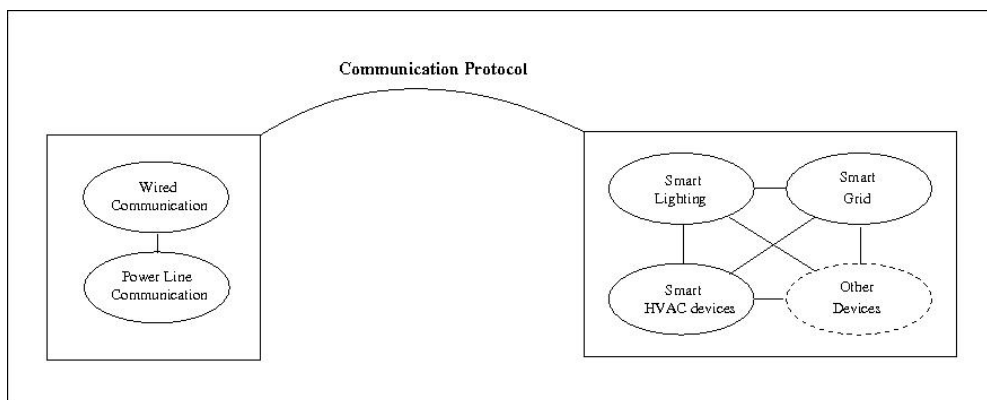 Communication Protocol
Wired
Communication
Power Line
Communication
Smart
Lighting
Smart
Grid
Smart
HVAC devices
Other
Devices